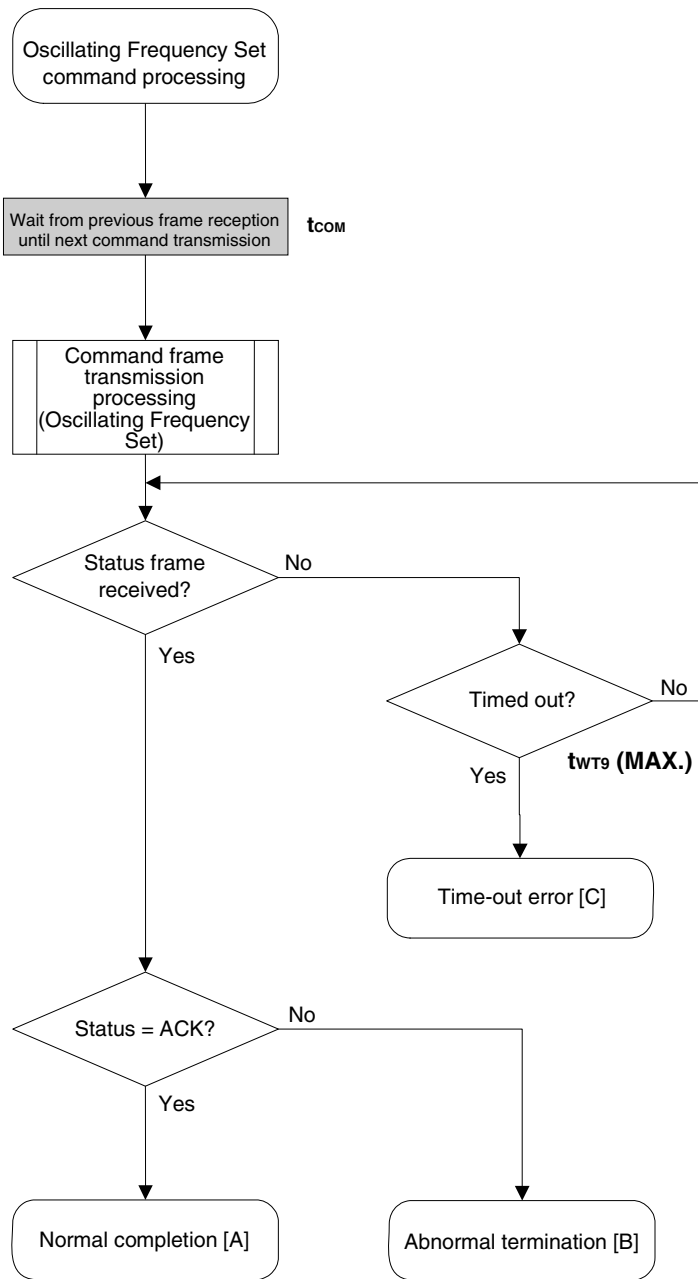 Oscillating Frequency Set
command processing
Wait from previous frame reception
until next command transmission
tCOM
Command frame
transmission
processing
(Oscillating Frequency
Set)
Status frame
received?
No
Yes
Timed out?
No
tWT9 (MAX.)
Yes
Time-out error [C]
Status = ACK?
No
Yes
Normal completion [A]
Abnormal termination [B]